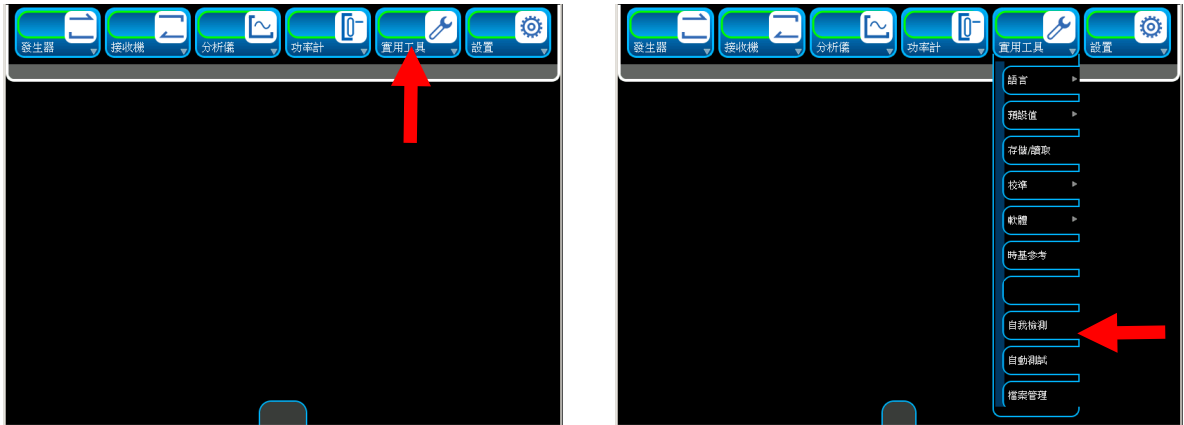 發生器 接收機 分析儀 功率計 實用工具 設置
發生器 接收機 分析儀 功率計 實用工具 設置
語言
預設值
存儲/讀取
校準
軟體
時基參考
自我檢測
自動測試
檔案管理